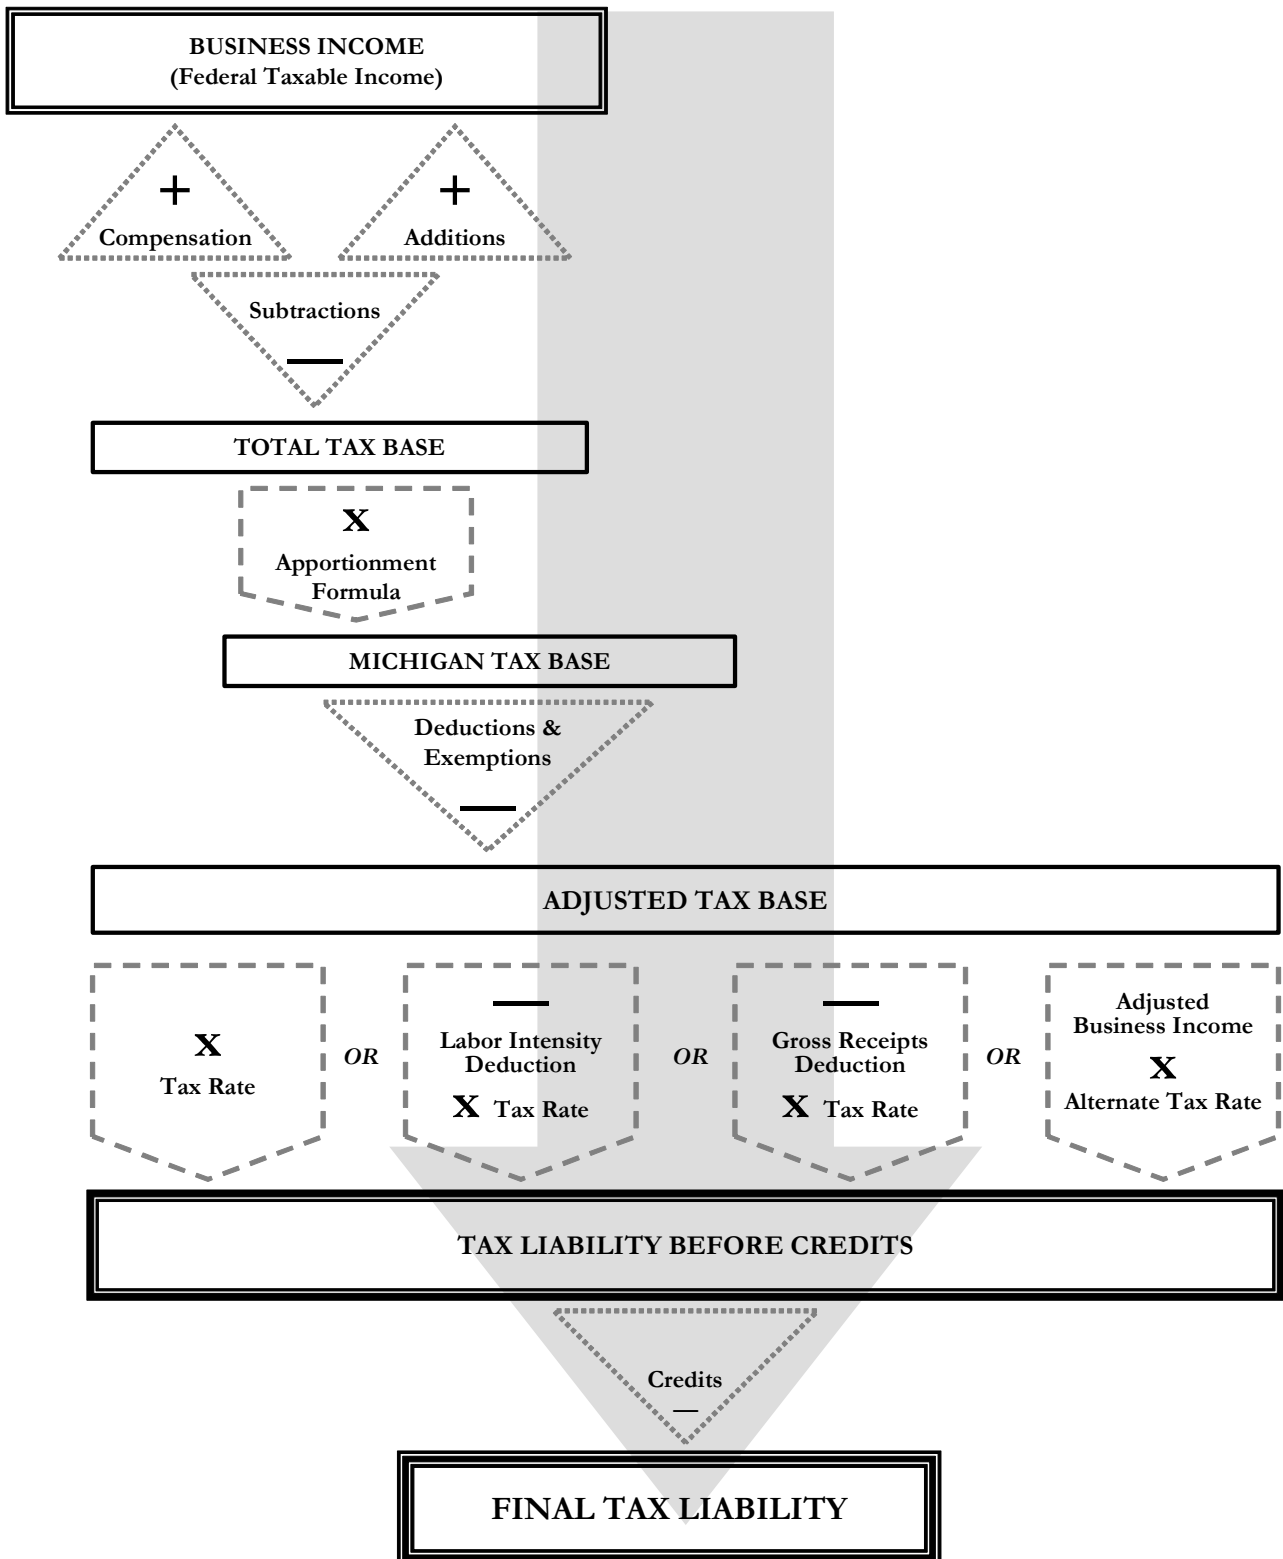 BUSINESS INCOME
(Federal Taxable Income)
+
Compensation
+
Additions
Subtractions
—
TOTAL TAX BASE
X
Apportionment
Formula
MICHIGAN TAX BASE
Deductions &
Exemptions
—
ADJUSTED TAX BASE
X
Tax Rate
OR
—
Labor Intensity
Deduction
X Tax Rate
OR
—
Gross Receipts
Deduction
X Tax Rate
OR
Adjusted
Business Income
X
Alternate Tax Rate
TAX LIABILITY BEFORE CREDITS
Credits
—
FINAL TAX LIABILITY